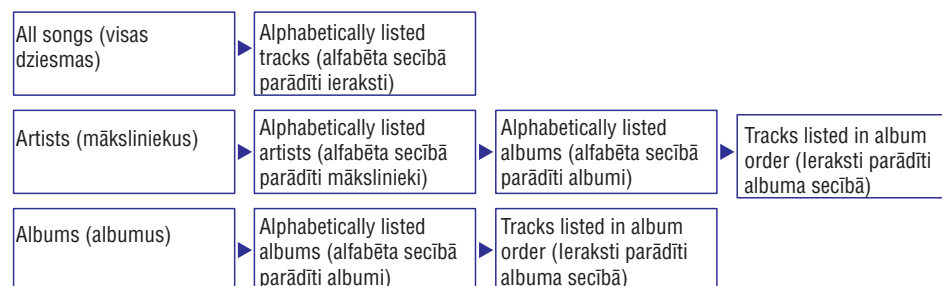 All songs (visas
dziesmas)
Alphabetically listed
tracks (alfabēta secībā
parādīti ieraksti)
Artists (māksliniekus)
Alphabetically listed
artists (alfabēta secībā
parādīti mākslinieki)
Alphabetically listed
albums (alfabēta secībā
parādīti albumi)
Tracks listed in album
order (Ieraksti parādīti
albuma secībā)
Albums (albumus)
Alphabetically listed
albums (alfabēta secībā
parādīti albumi)
Tracks listed in album
order (Ieraksti parādīti
albuma secībā)